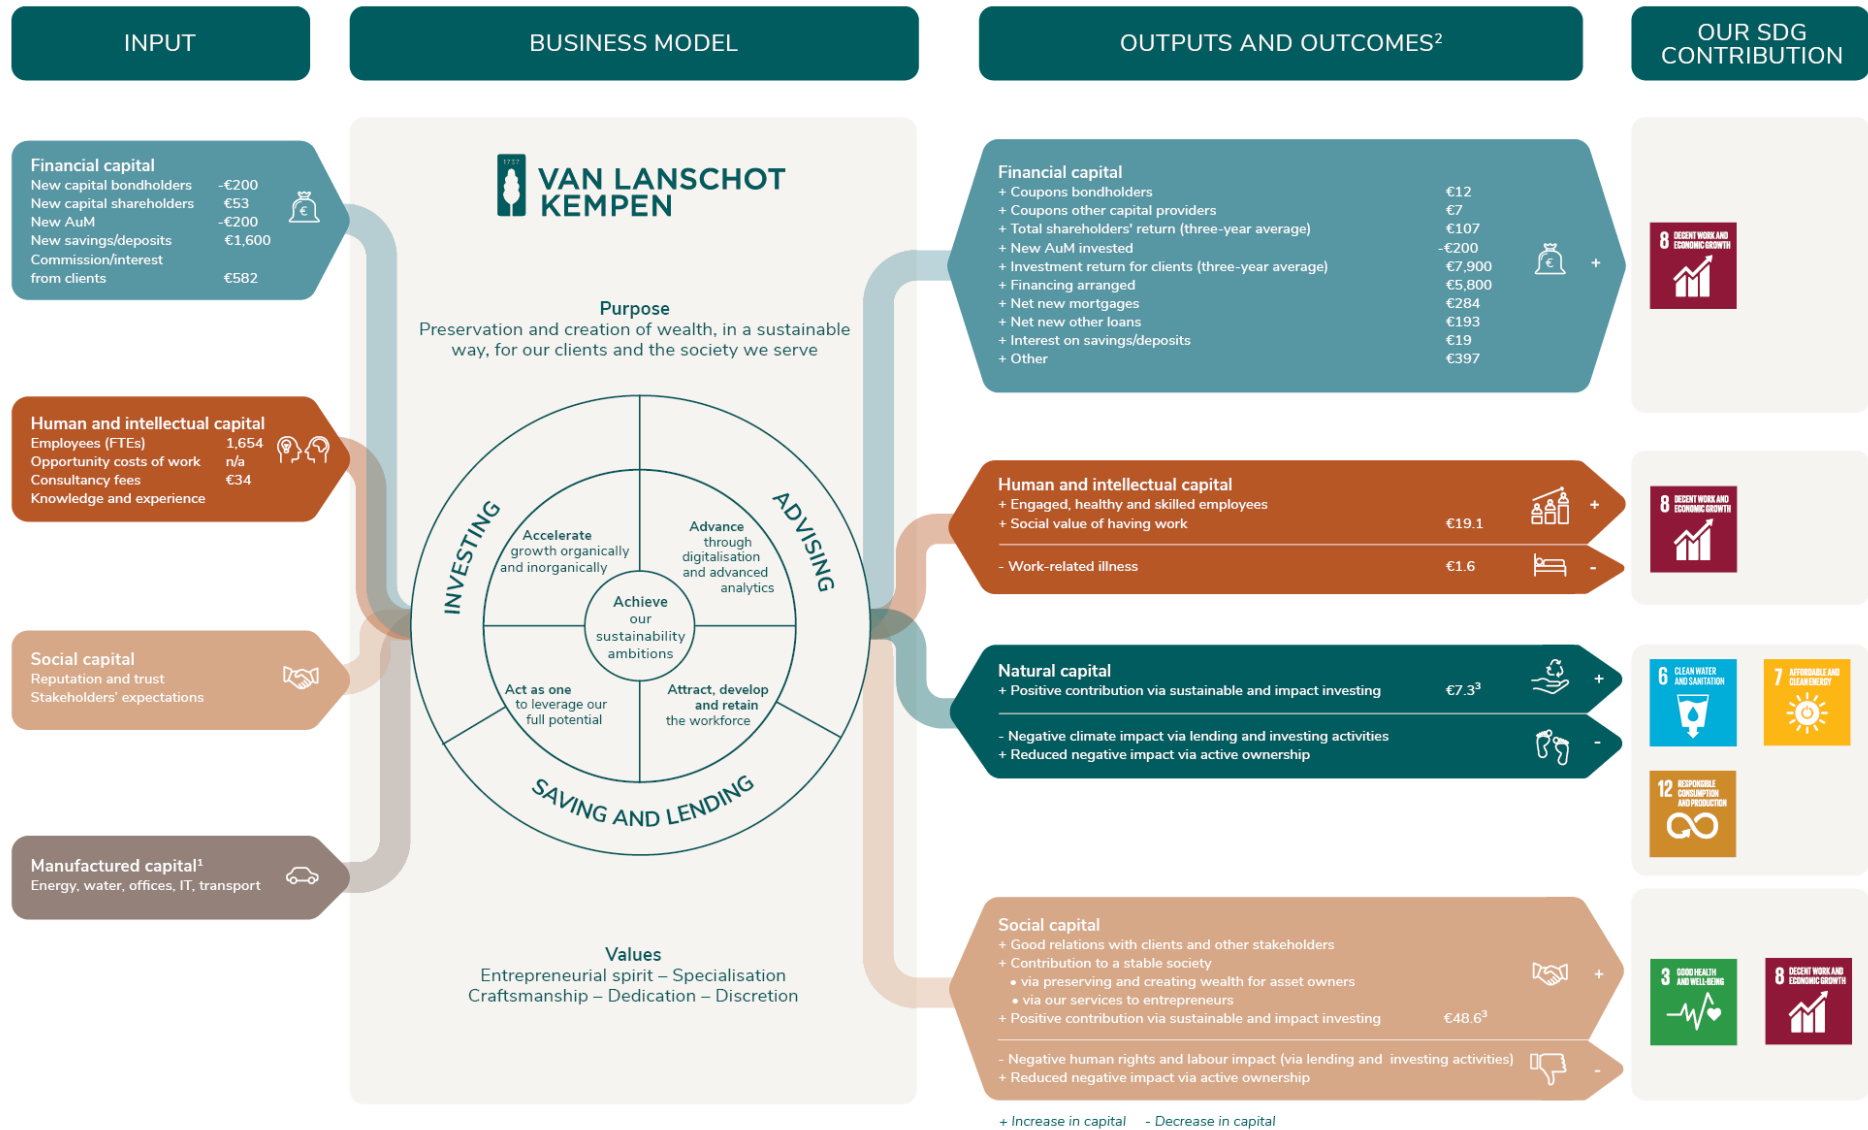 INPUT
BUSINESS MODEL
OUTPUTS AND OUTCOMES²
OUR SDG
CONTRIBUTION
Financial capital
New capital bondholders -€200
New capital shareholders €53
New AuM -€200
New savings/deposits €1,600
Commission/interest
from clients €582
€
Human and intellectual capital
Employees (FTEs) 1,654
Opportunity costs of work n/a
Consultancy fees €34
Knowledge and experience
Social capital
Reputation and trust
Stakeholders' expectations
Manufactured capital¹
Energy, water, offices, IT, transport
1737
VAN LANSCHOT
KEMPEN
Purpose
Preservation and creation of wealth, in a sustainable
way, for our clients and the society we serve
INVESTING
ADVISING
SAVING AND LENDING
Accelerate
growth organically
and inorganically
Advance
through
digitalisation
and advanced
analytics
Achieve
our
sustainability
ambitions
Act as one
to leverage our
full potential
Attract, develop
and retain
the workforce
Values
Entrepreneurial spirit – Specialisation
Craftsmanship – Dedication – Discretion
Financial capital
+ Coupons bondholders €12
+ Coupons other capital providers €7
+ Total shareholders' return (three-year average) €107
+ New AuM invested -€200
+ Investment return for clients (three-year average) €7,900
+ Financing arranged €5,800
+ Net new mortgages €284
+ Net new other loans €193
+ Interest on savings/deposits €19
+ Other €397
€
+
Human and intellectual capital
+ Engaged, healthy and skilled employees
+ Social value of having work €19.1
+
- Work-related illness €1.6
-
Natural capital
+ Positive contribution via sustainable and impact investing €7.3³
+
- Negative climate impact via lending and investing activities
+ Reduced negative impact via active ownership
-
Social capital
+ Good relations with clients and other stakeholders
+ Contribution to a stable society
• via preserving and creating wealth for asset owners
• via our services to entrepreneurs
+ Positive contribution via sustainable and impact investing €48.6³
+
- Negative human rights and labour impact (via lending and investing activities)
+ Reduced negative impact via active ownership
-
+ Increase in capital - Decrease in capital
8 DECENT WORK AND
ECONOMIC GROWTH
8 DECENT WORK AND
ECONOMIC GROWTH
6 CLEAN WATER
AND SANITATION
7 AFFORDABLE AND
CLEAN ENERGY
12 RESPONSIBLE
CONSUMPTION
AND PRODUCTION
3 GOOD HEALTH
AND WELL-BEING
8 DECENT WORK AND
ECONOMIC GROWTH